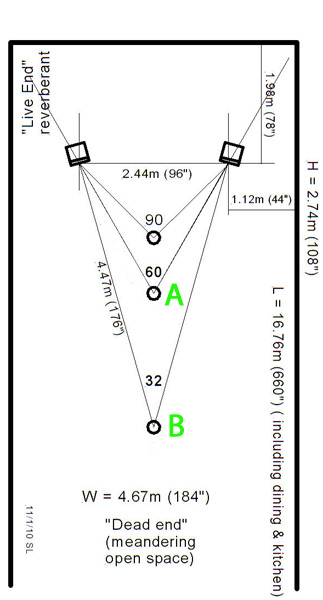 "Live End"
reverberant
1.98m (78")
2.44m (96")
1.12m (44")
H = 2.74m (108")
90
60
A
4.47m (176")
32
B
L = 16.76m (660") ( including dining & kitchen)
W = 4.67m (184")
"Dead end"
(meandering
open space)
11/1/10 SL